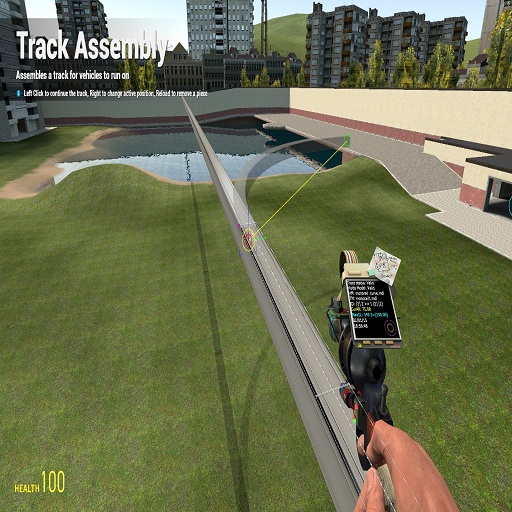 Track Assembly
Assembles a track for vehicles to run on
Left Click to continue the track, Right to change active position, Reload to remove a piece
HEALTH 100